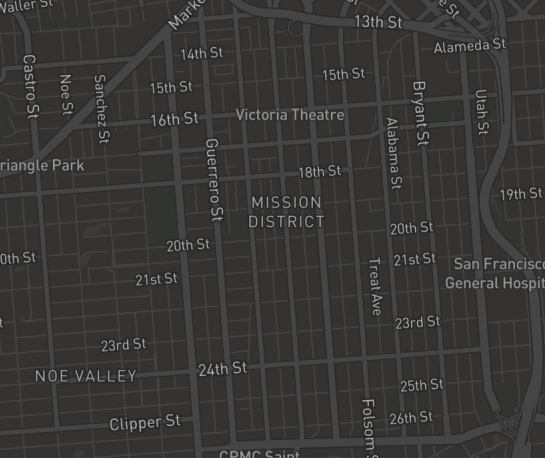 Waller St
Market
13th St
Alameda St
14th St
15th St
15th St
Castro St
Noe St
Sanchez St
16th St
Victoria Theatre
Bryant St
Utah St
Alabama St
Guerrero St
Triangle Park
18th St
19th St
MISSION
DISTRICT
20th St
20th St
20th St
21st St
21st St
San Francisco
General Hospital
Treat Ave
23rd St
23rd St
24th St
NOE VALLEY
25th St
Clipper St
26th St
Folsom St
CPMC Saint